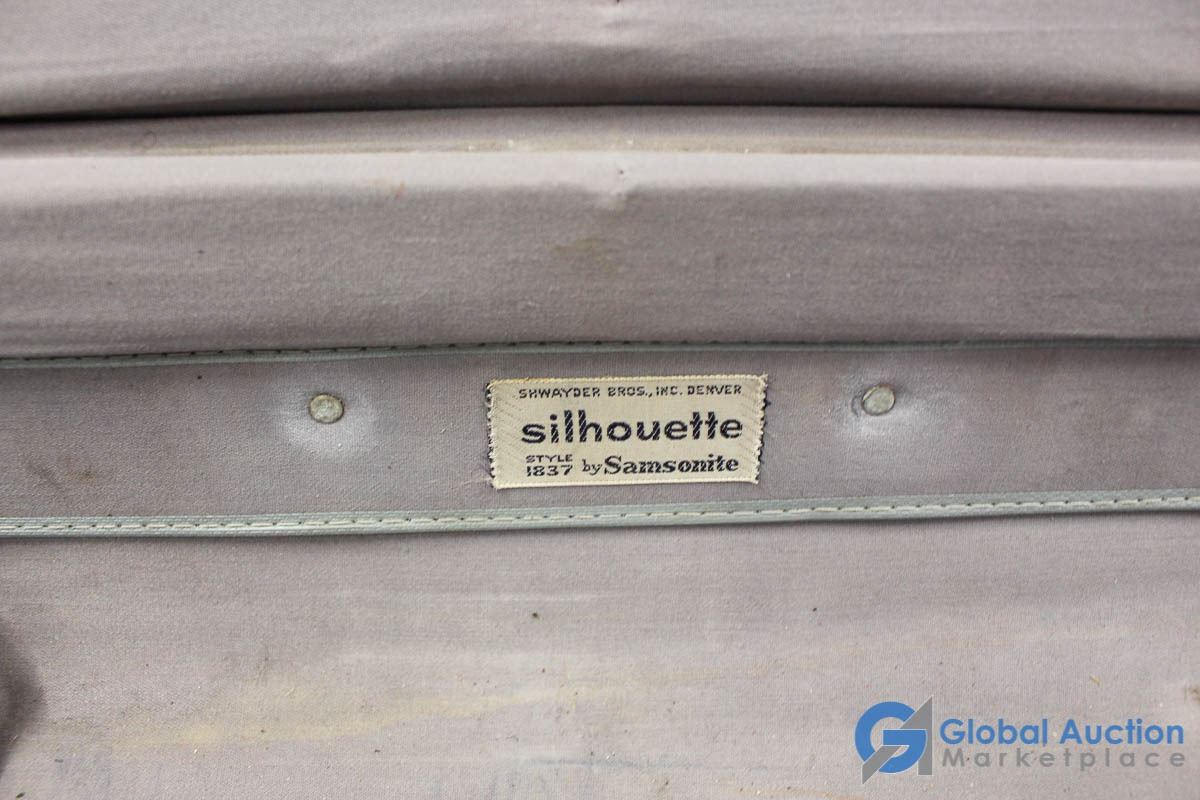 SHWAYDER BROS., INC. DENVER
silhouette
STYLE
1837 by Samsonite
Global Auction
Marketplace